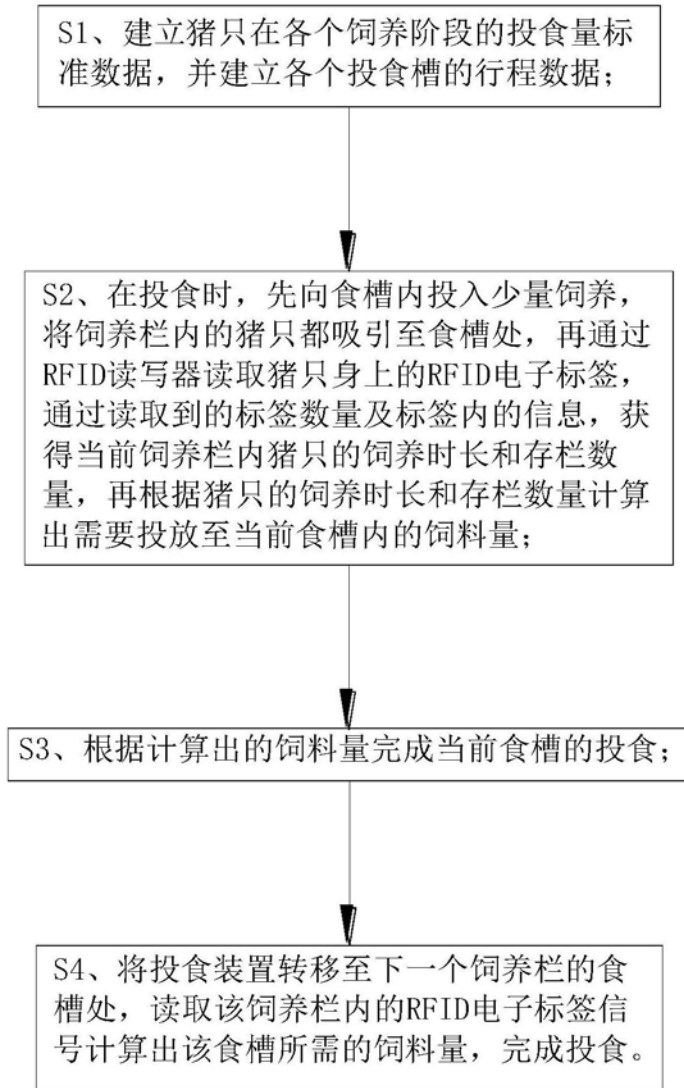 S1、建立猪只在各个饲养阶段的投食量标
准数据，并建立各个投食槽的行程数据；
S2、在投食时，先向食槽内投入少量饲养，
将饲养栏内的猪只都吸引至食槽处，再通过
RFID读写器读取猪只身上的RFID电子标签，
通过读取到的标签数量及标签内的信息，获
得当前饲养栏内猪只的饲养时长和存栏数
量，再根据猪只的饲养时长和存栏数量计算
出需要投放至当前食槽内的饲料量；
S3、根据计算出的饲料量完成当前食槽的投食；
S4、将投食装置转移至下一个饲养栏的食
槽处，读取该饲养栏内的RFID电子标签信
号计算出该食槽所需的饲料量，完成投食。